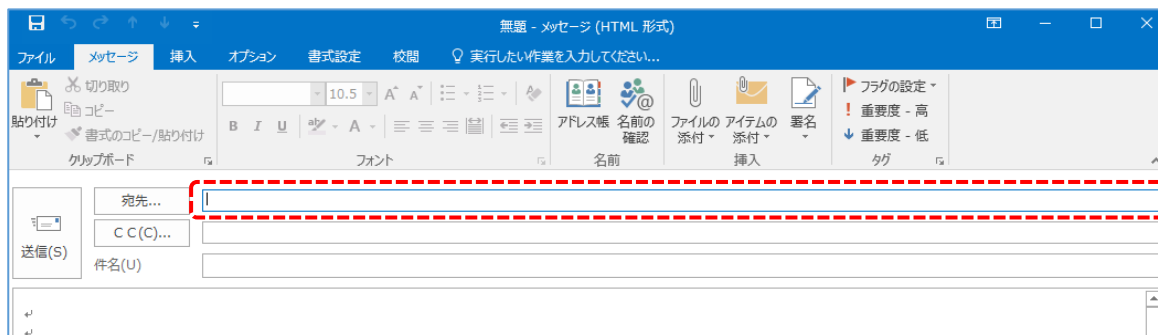 無題 - メッセージ (HTML 形式)
ファイル メッセージ 挿入 オプション 書式設定 校閲 実行したい作業を入力してください...
貼り付け
切り取り
コピー
書式のコピー/貼り付け
クリップボード
10.5
B I U
フォント
アドレス帳
名前の
確認
名前
ファイルの
添付
アイテムの
添付
署名
挿入
フラグの設定
重要度 - 高
重要度 - 低
タグ
送信(S)
宛先...
ＣＣ(C)...
件名(U)